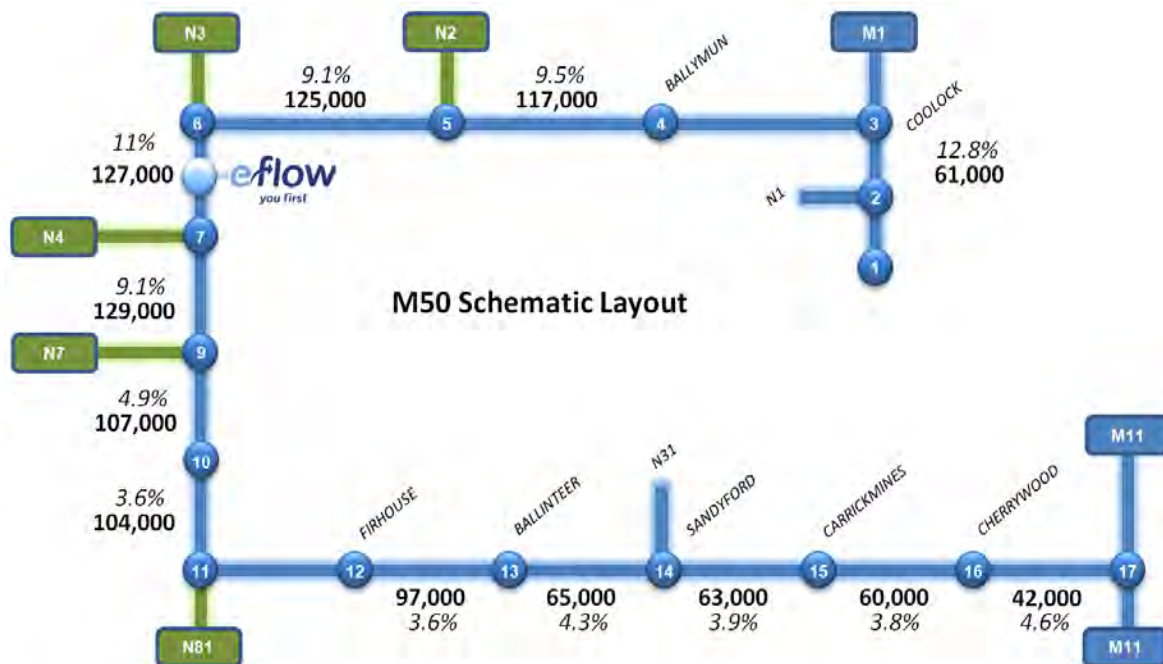 N3
N2
M1
9.1%
125,000
9.5%
117,000
BALLYMUN
COOLOCK
6
5
4
3
11%
127,000
eflow
you first
12.8%
61,000
N1
2
N4
7
1
9.1%
129,000
M50 Schematic Layout
N7
9
4.9%
107,000
10
M11
3.6%
104,000
FIRHOUSE
BALLINTEER
N31
SANDYFORD
CARRICKMINES
CHERRYWOOD
11
12
13
14
15
16
17
97,000
3.6%
65,000
4.3%
63,000
3.9%
60,000
3.8%
42,000
4.6%
N81
M11